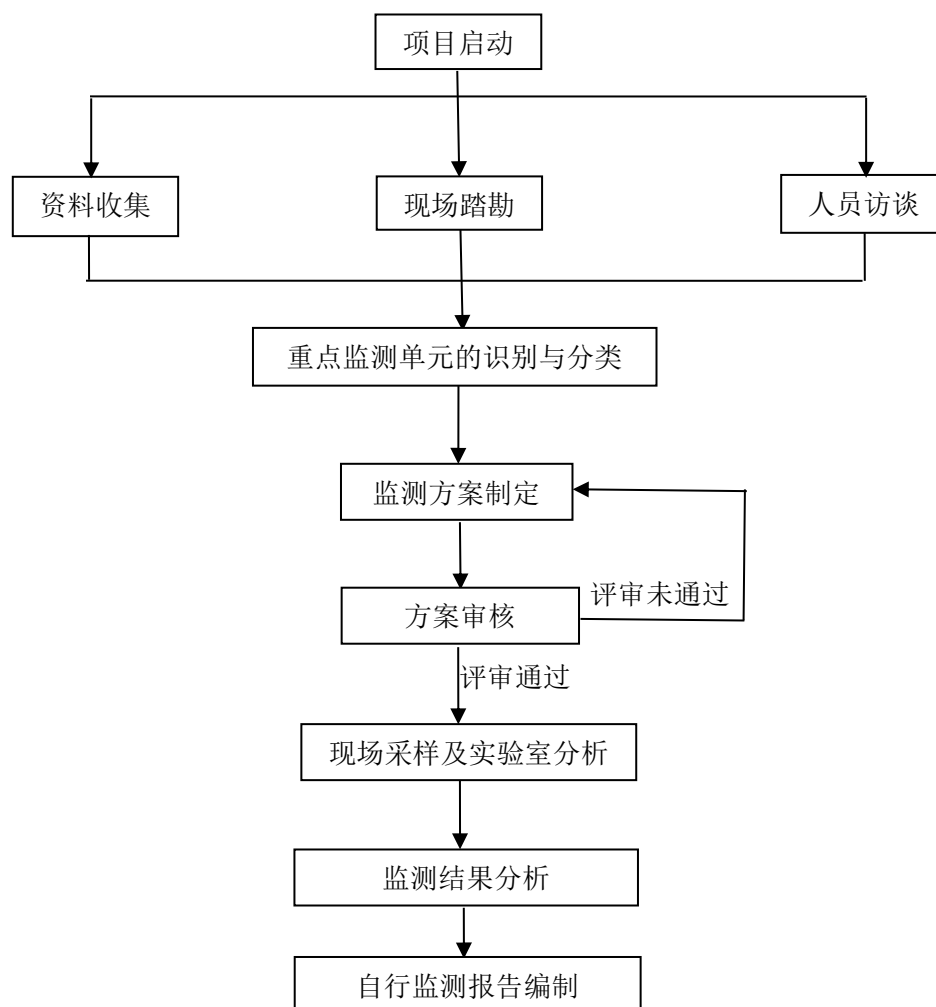 项目启动
资料收集
现场踏勘
人员访谈
重点监测单元的识别与分类
监测方案制定
评审未通过
方案审核
评审通过
现场采样及实验室分析
监测结果分析
自行监测报告编制